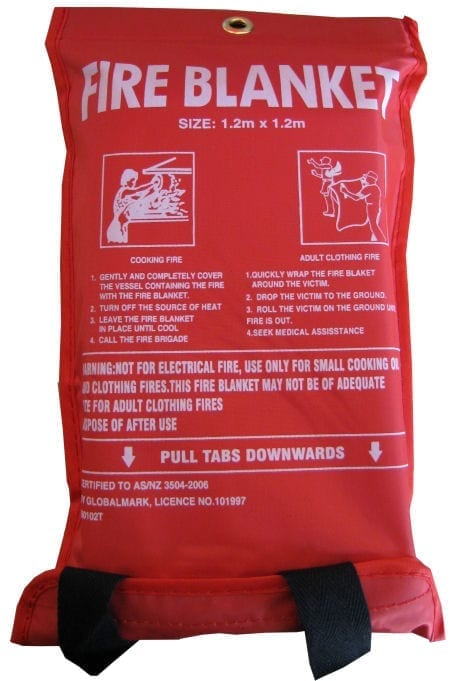 FIRE BLANKET
SIZE: 1.2m x 1.2m
COOKING FIRE
1. GENTLY AND COMPLETELY COVER
THE VESSEL CONTAINING THE FIRE
WITH THE FIRE BLANKET.
2. TURN OFF THE SOURCE OF HEAT
3. LEAVE THE FIRE BLANKET
IN PLACE UNTIL COOL
4. CALL THE FIRE BRIGADE
ADULT CLOTHING FIRE
1.QUICKLY WRAP THE FIRE BLAKET
AROUND THE VICTIM.
2. DROP THE VICTIM TO THE GROUND.
3. ROLL THE VICTIM ON THE GROUND
FIRE IS OUT.
4.SEEK MEDICAL ASSISSTANCE
ARNING:NOT FOR ELECTRICAL FIRE, USE ONLY FOR SMALL COOKING
CLOTHING FIRES.THIS FIRE BLANKET MAY NOT BE OF ADEQUATE
FOR ADULT CLOTHING FIRES
POSE OF AFTER USE
PULL TABS DOWNWARDS
ERTIFIED TO AS/NZ 3504-2006
GLOBALMARK, LICENCE NO.101997